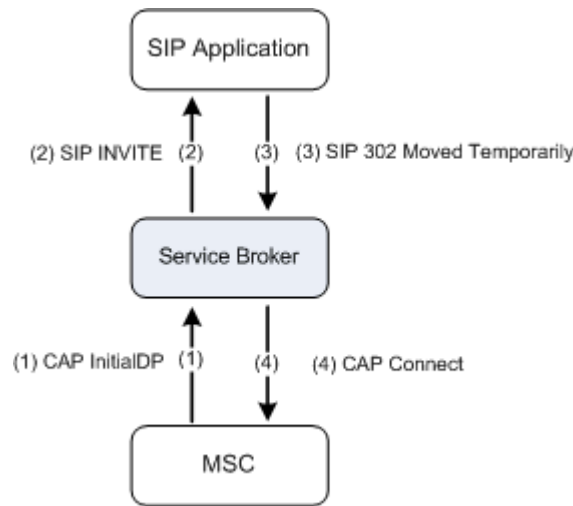 SIP Application
(2) SIP INVITE (2) (3) (3) SIP 302 Moved Temporarily
Service Broker
(1) CAP InitialDP (1) (4) (4) CAP Connect
MSC